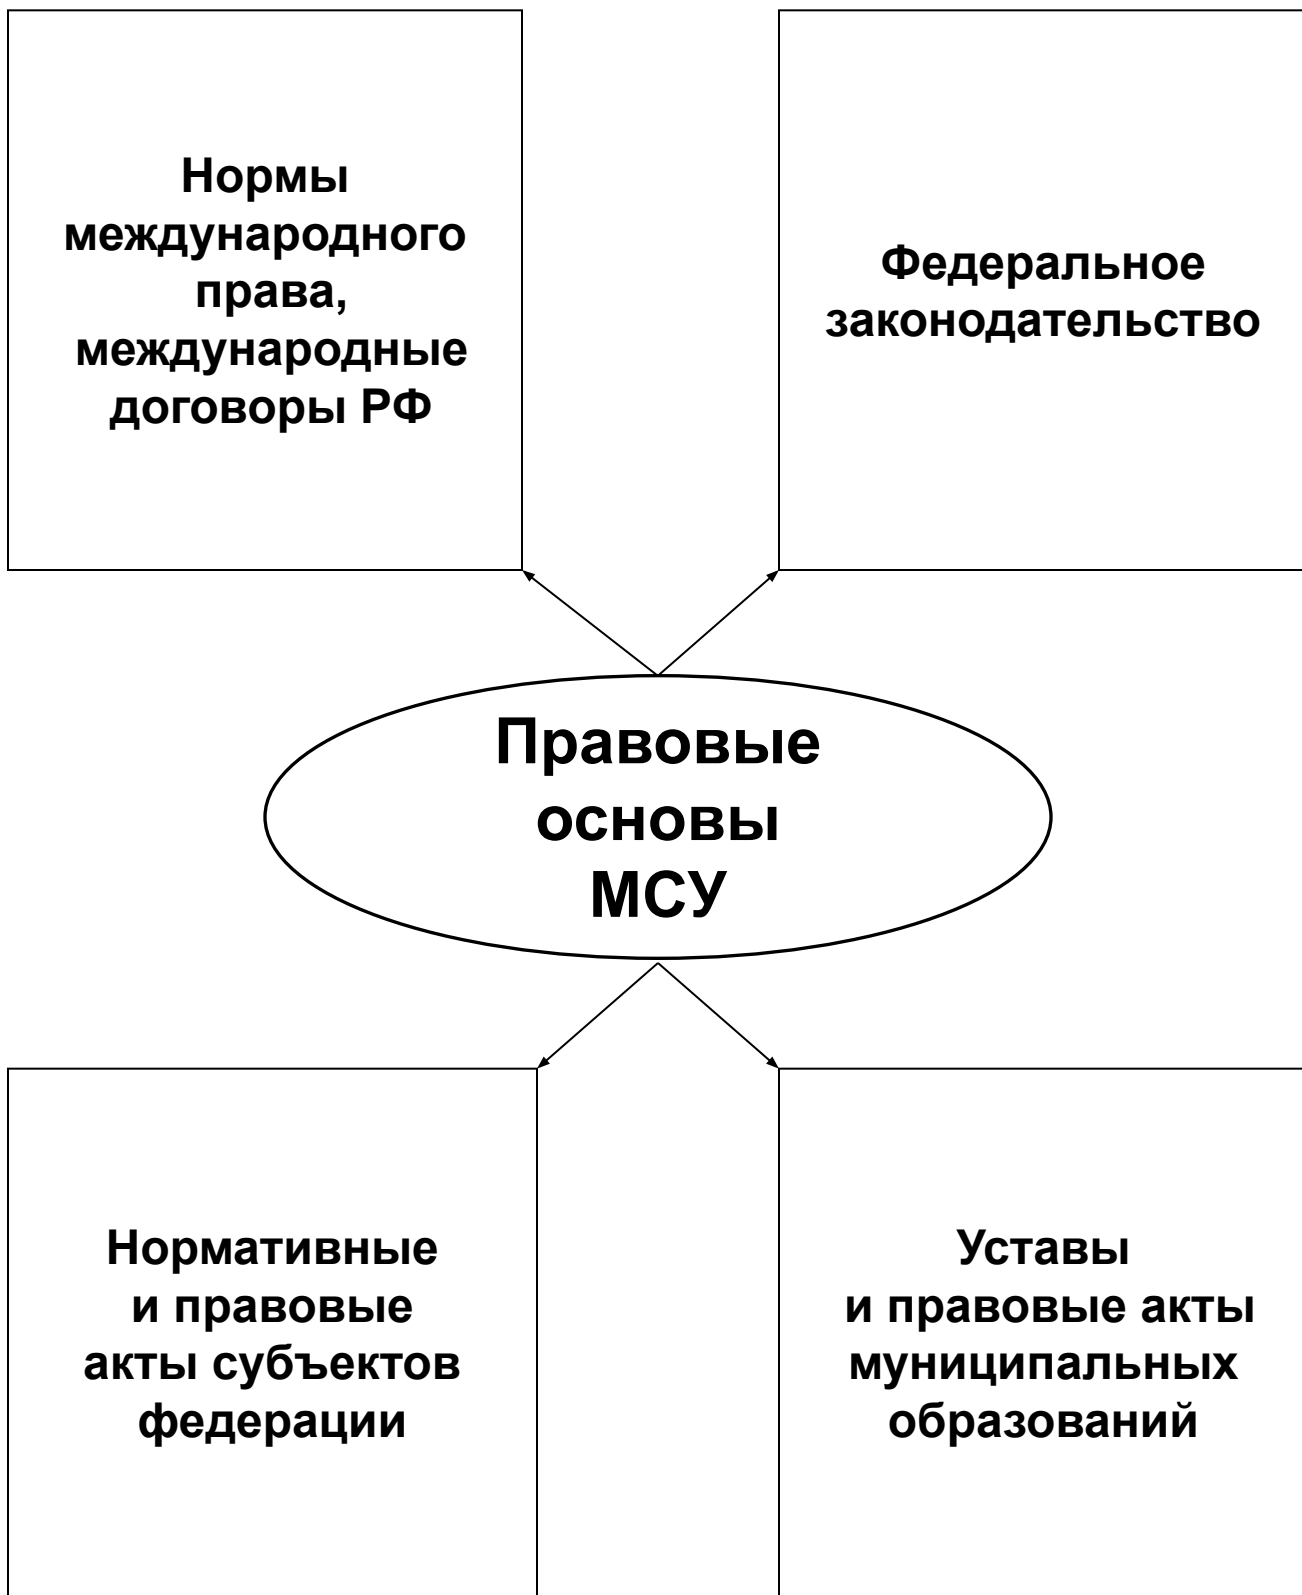 Нормы
международного
права,
международные
договоры РФ
Федеральное
законодательство
Правовые
основы
МСУ
Нормативные
и правовые
акты субъектов
федерации
Уставы
и правовые акты
муниципальных
образований